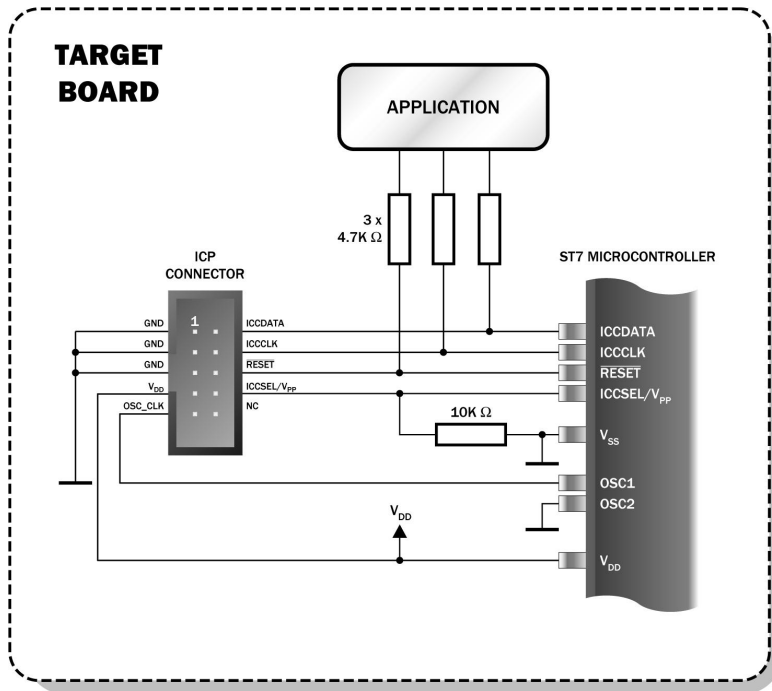 TARGET
BOARD
APPLICATION
3 x
4.7K Ω
ICP
CONNECTOR
ST7 MICROCONTROLLER
1
GND
GND
GND
VDD
OSC_CLK
ICCDATA
ICCCLK
RESET
ICCSEL/VPP
NC
10K Ω
VDD
ICCDATA
ICCCLK
RESET
ICCSEL/VPP
VSS
OSC1
OSC2
VDD